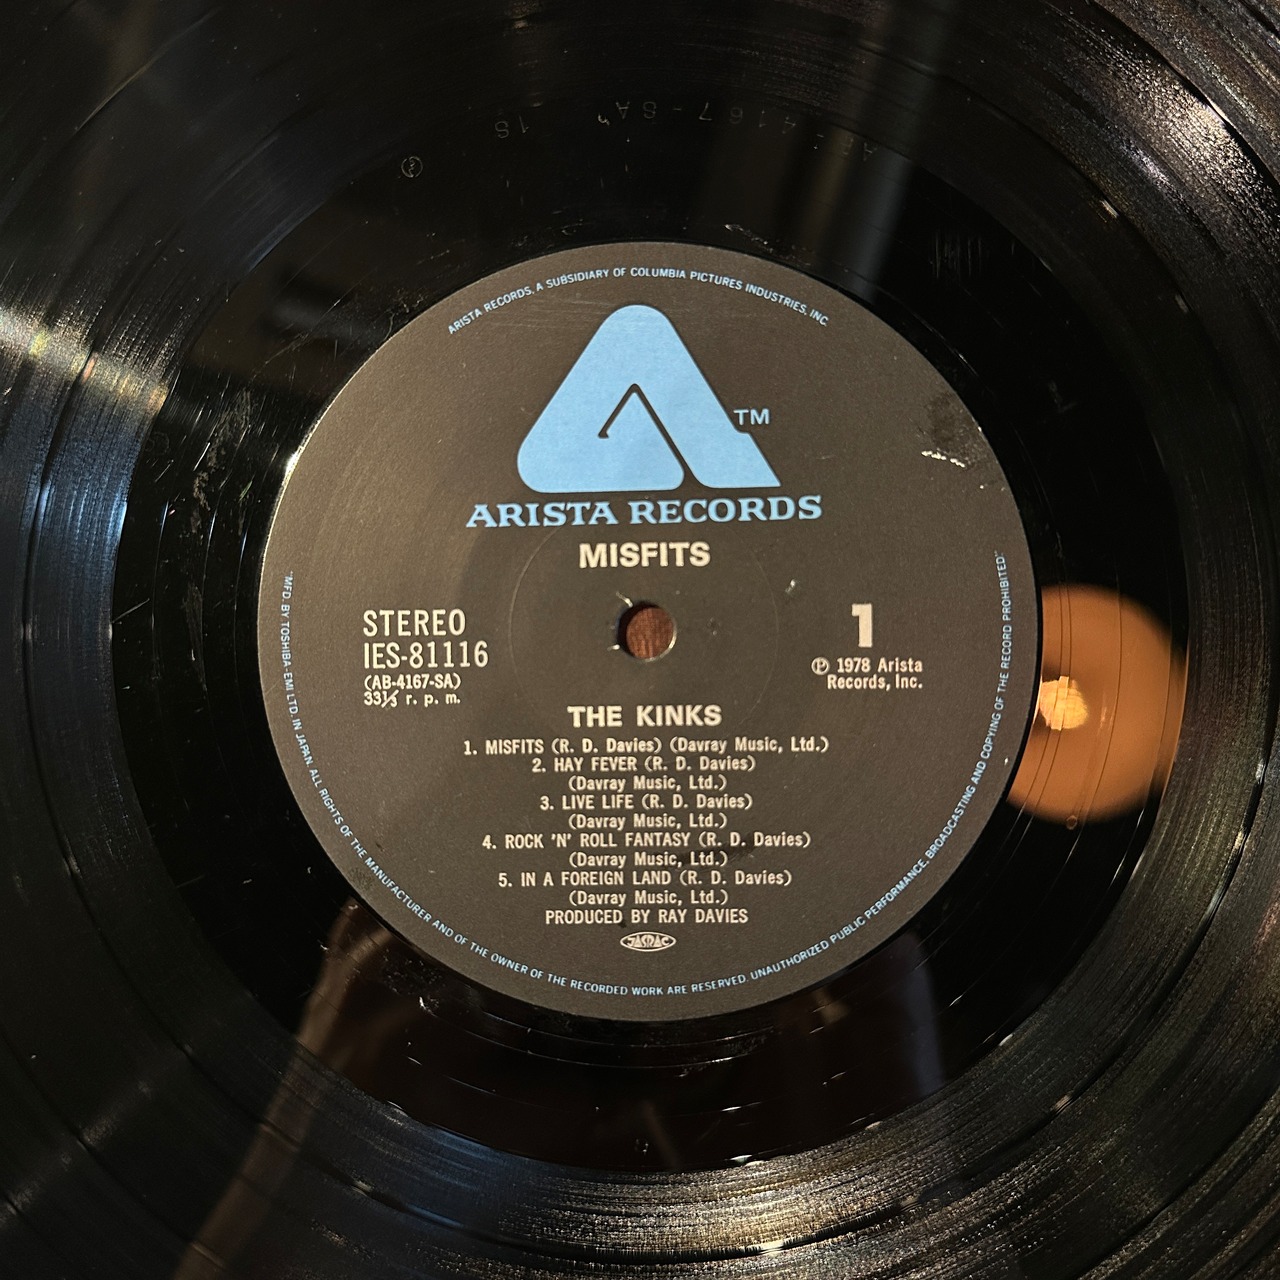 AB-4167-SA 1S
ARISTA RECORDS, A SUBSIDIARY OF COLUMBIA PICTURES INDUSTRIES, INC.
TM
ARISTA RECORDS
MISFITS
STEREO
IES-81116
(AB-4167-SA)
33⅓ r. p. m.
1
Ⓟ 1978 Arista
Records, Inc.
THE KINKS
1. MISFITS (R. D. Davies) (Davray Music, Ltd.)
2. HAY FEVER (R. D. Davies)
(Davray Music, Ltd.)
3. LIVE LIFE (R. D. Davies)
(Davray Music, Ltd.)
4. ROCK 'N' ROLL FANTASY (R. D. Davies)
(Davray Music, Ltd.)
5. IN A FOREIGN LAND (R. D. Davies)
(Davray Music, Ltd.)
PRODUCED BY RAY DAVIES
JASRAC
"MFD. BY TOSHIBA-EMI LTD. IN JAPAN. ALL RIGHTS OF THE MANUFACTURER AND OF THE OWNER OF THE RECORDED WORK ARE RESERVED. UNAUTHORIZED PUBLIC PERFORMANCE, BROADCASTING AND COPYING OF THE RECORD PROHIBITED."